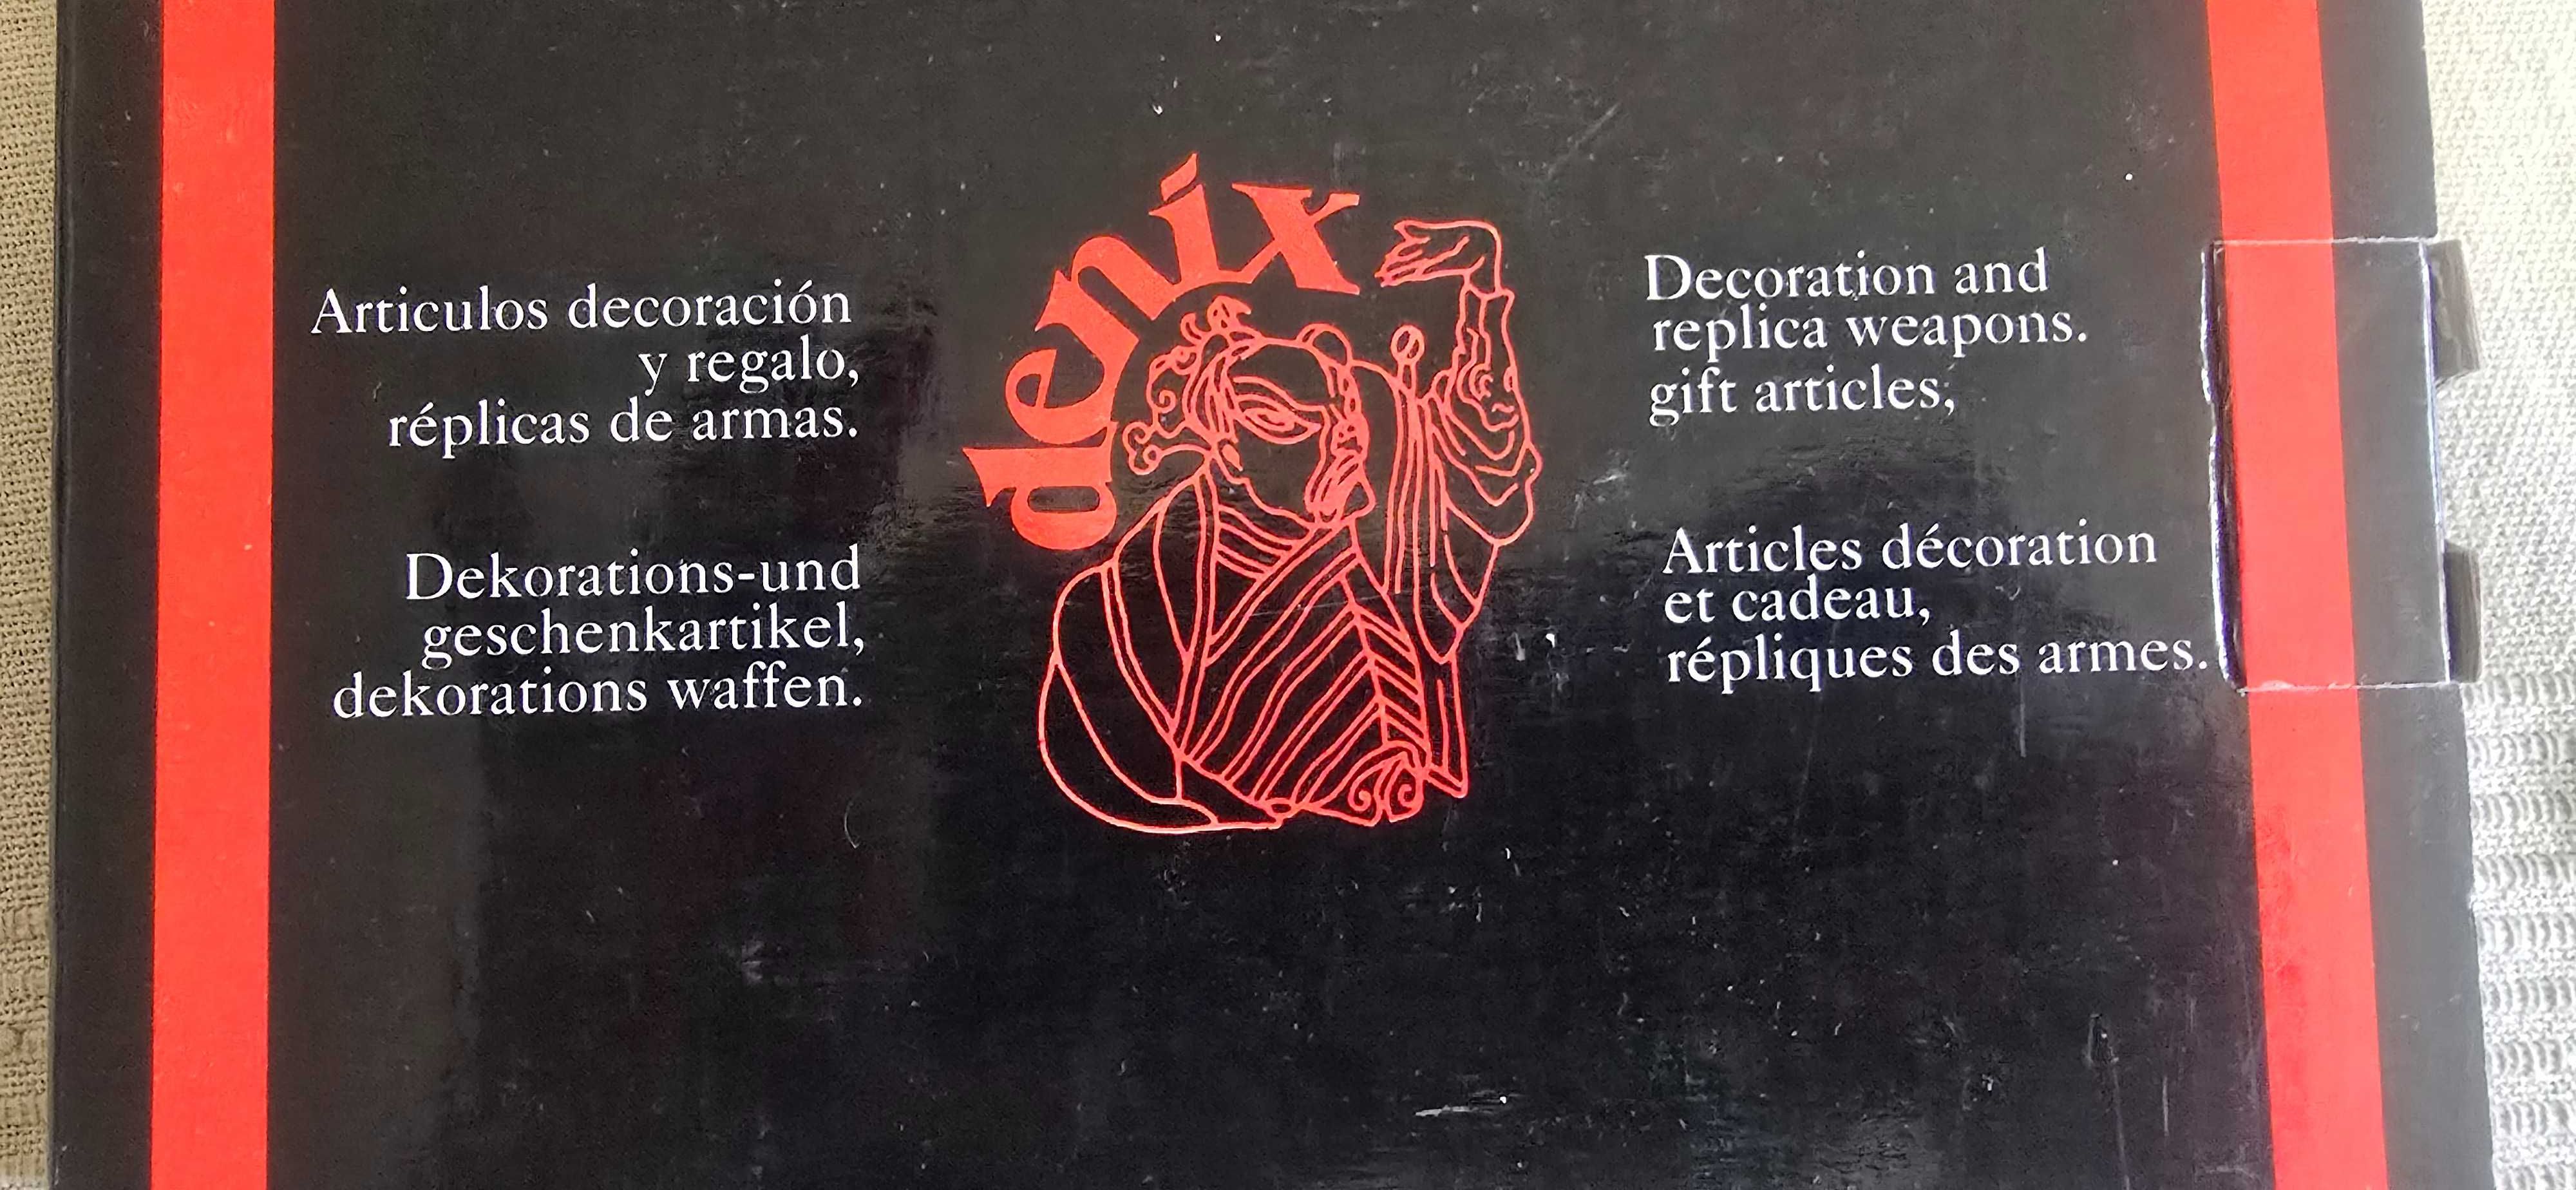 denix
Articulos decoración
y regalo,
réplicas de armas.
Dekorations-und
geschenkartikel,
dekorations waffen.
Decoration and
replica weapons.
gift articles,
Articles décoration
et cadeau,
répliques des armes.